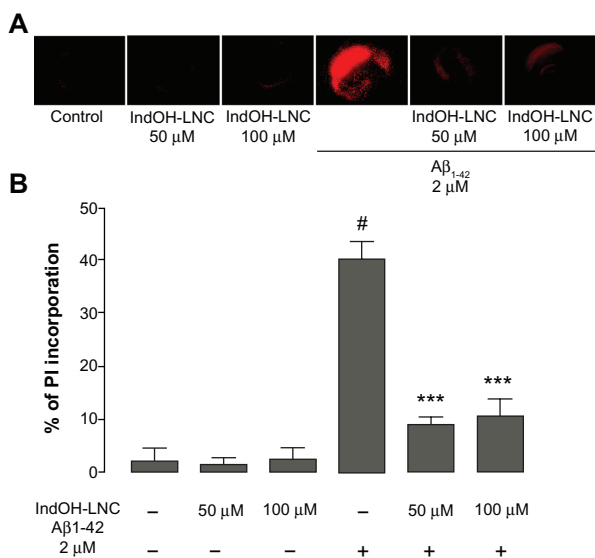 A
Control
IndOH-LNC
50 μM
IndOH-LNC
100 μM
IndOH-LNC
50 μM
IndOH-LNC
100 μM
Aβ1-42
2 μM
B
% of PI incorporation
50
40
30
20
10
0
#
***
***
IndOH-LNC – 50 μM 100 μM – 50 μM 100 μM
Aβ1-42
2 μM – – – + + +